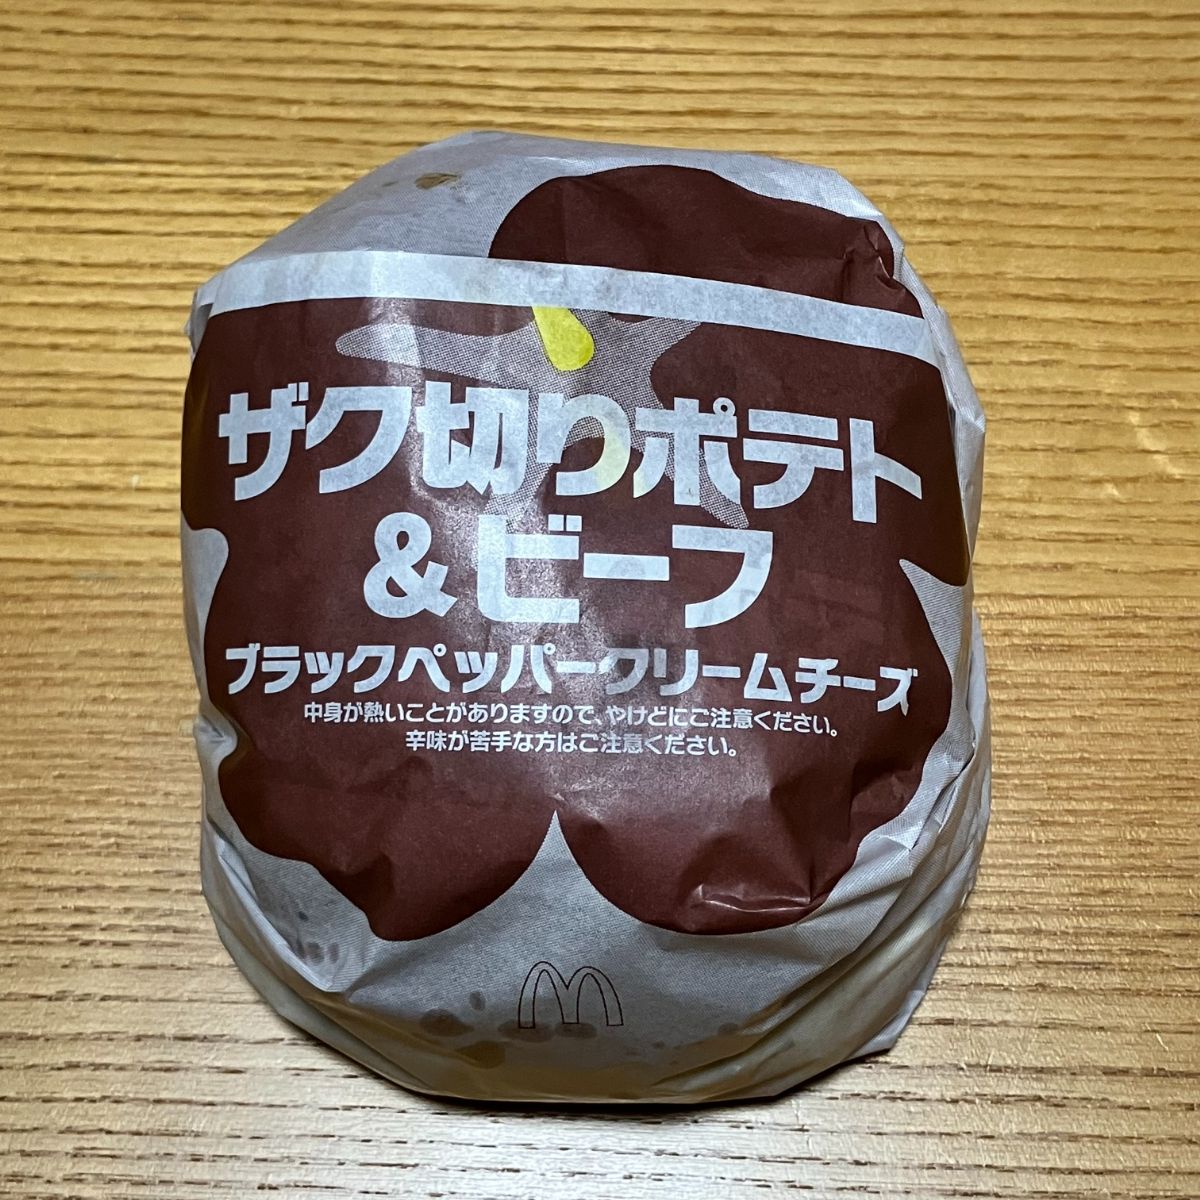 ザク切りポテト
&ビーフ
ブラックペッパークリームチーズ
中身が熱いことがありますので、やけどにご注意ください。
辛味が苦手な方はご注意ください。